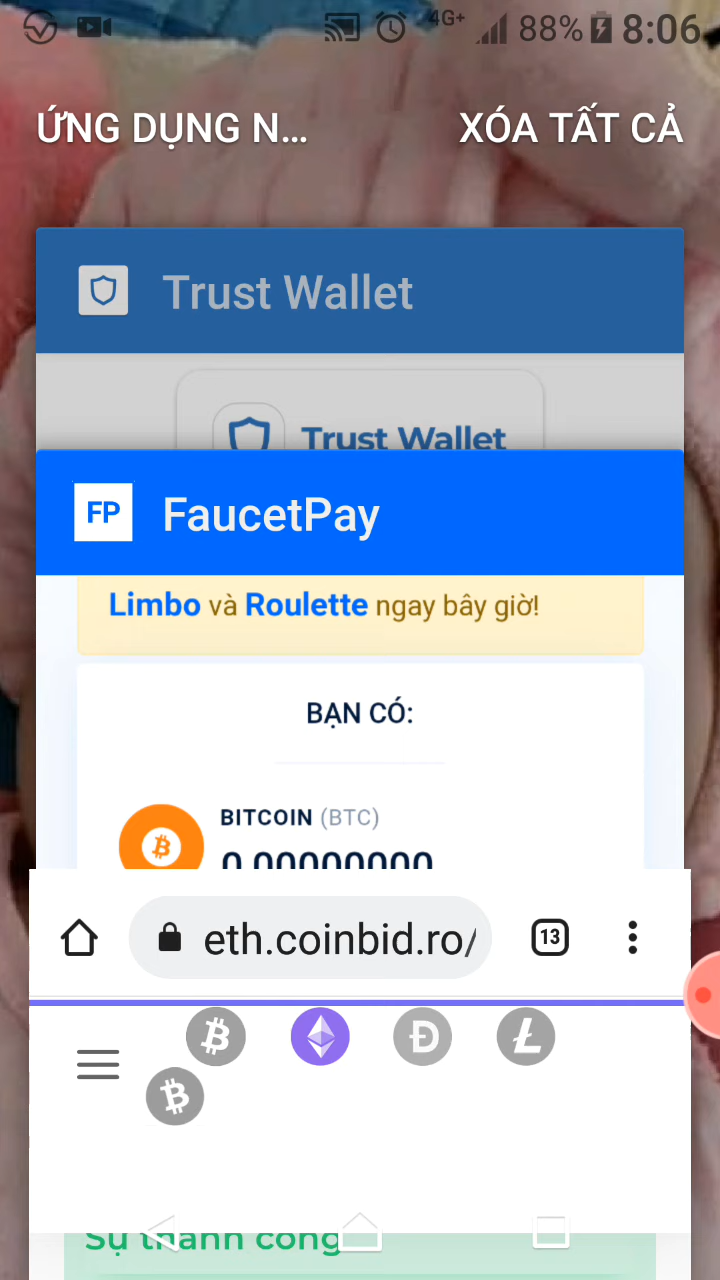 4G+ 88% 8:06
ỨNG DỤNG N... XÓA TẤT CẢ
Trust Wallet
Trust Wallet
FP FaucetPay
Limbo và Roulette ngay bây giờ!
BẠN CÓ:
BITCOIN (BTC)
0.00000000
eth.coinbid.ro/ 13
Sự thành công